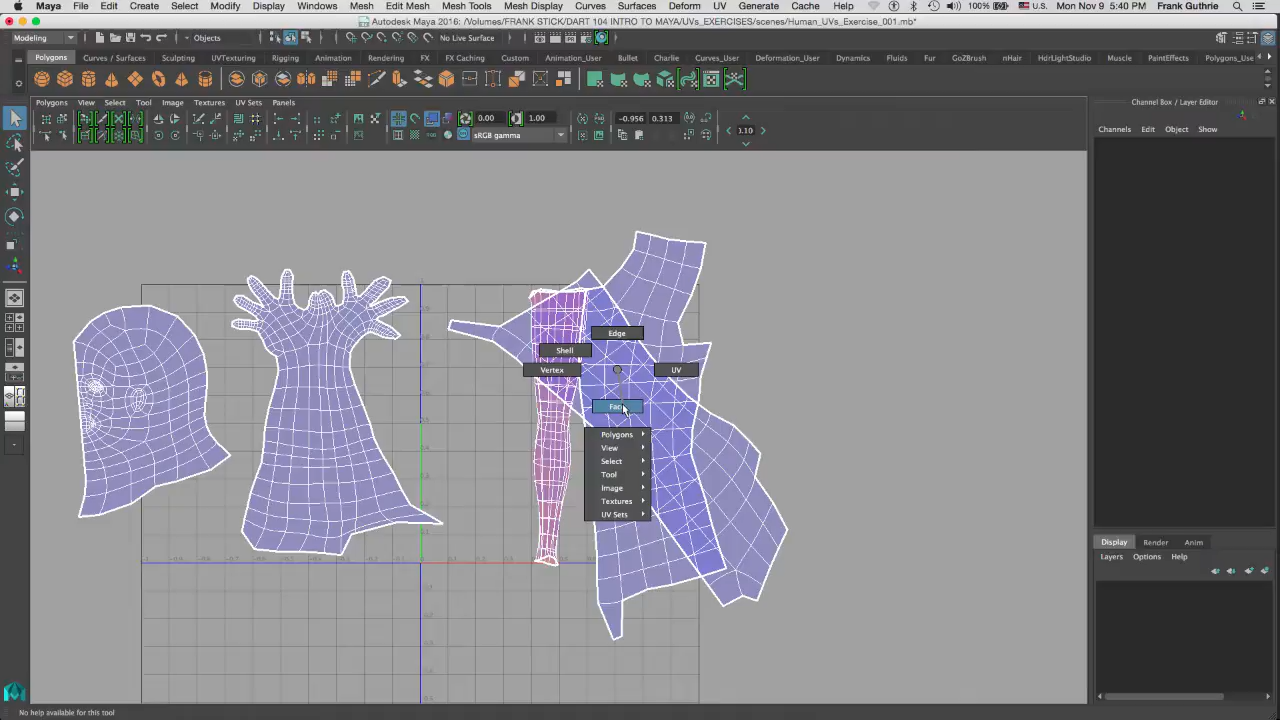 Maya File Edit Create Select Modify Display Windows Mesh Edit Mesh Mesh Tools Mesh Display Deform UV Generate Cache Help 100% U.S. Mon Nov 9 5:40 PM Frank Guthrie
Autodesk Maya 2016: /Volumes/FRANK STICK/DART 104 INTRO TO MAYA/UVs_EXERCISES/scenes/Human_UVs_Exercise_001.mb*
Modeling Objects No Live Surface
Polygons Curves / Surfaces Sculpting UVTexturing Rigging Animation Rendering FX FX Caching Custom Animation_User Bullet Charlie Curves_User Deformation_User Dynamics Fluids Fur GoZBrush nHair HdrLightStudio Muscle PaintEffects Polygons_Use
Polygons View Select Tool Image Textures UV Sets Panels
Channel Box / Layer Editor
0.00 1.00 -0.956 0.313
Channels Edit Object Show
sRGB gamma 1:10
Edge
Shell
Vertex UV
Fac
Polygons
View
Select
Tool
Image
Textures
UV Sets
Display Render Anim
Layers Options Help
No help available for this tool